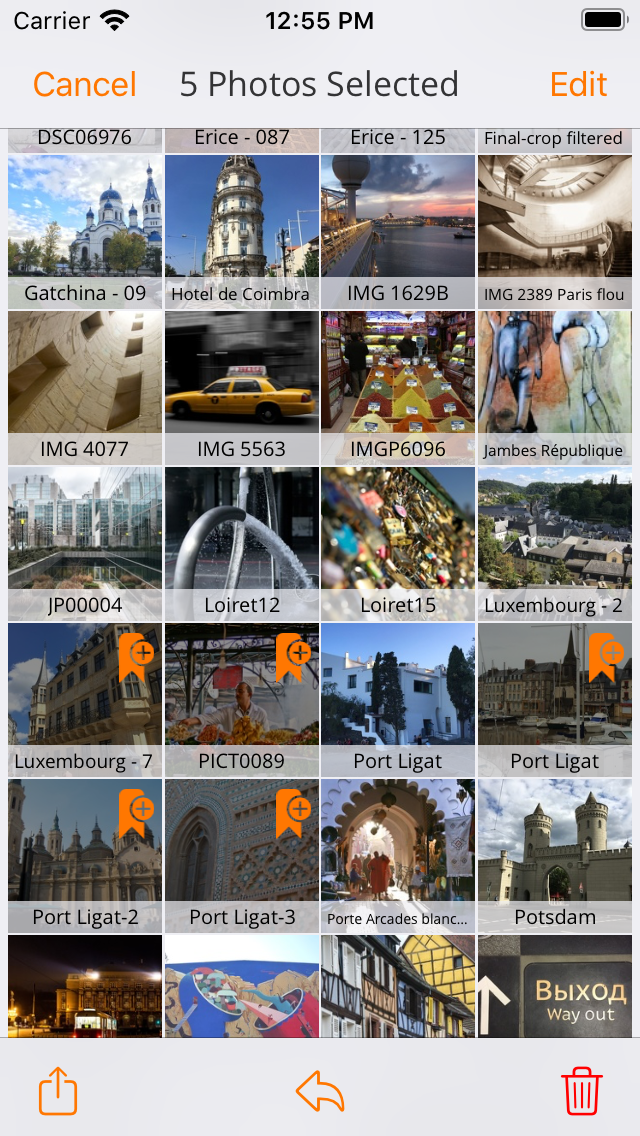 Carrier 12:55 PM
Cancel 5 Photos Selected Edit
DSC06976 Erice - 087 Erice - 125 Final-crop filtered
Gatchina - 09 Hotel de Coimbra IMG 1629B IMG 2389 Paris flou
IMG 4077 IMG 5563 IMGP6096 Jambes République
JP00004 Loiret12 Loiret15 Luxembourg - 2
Luxembourg - 7 PICT0089 Port Ligat Port Ligat
Port Ligat-2 Port Ligat-3 Porte Arcades blanc... Potsdam
Выход
Way out